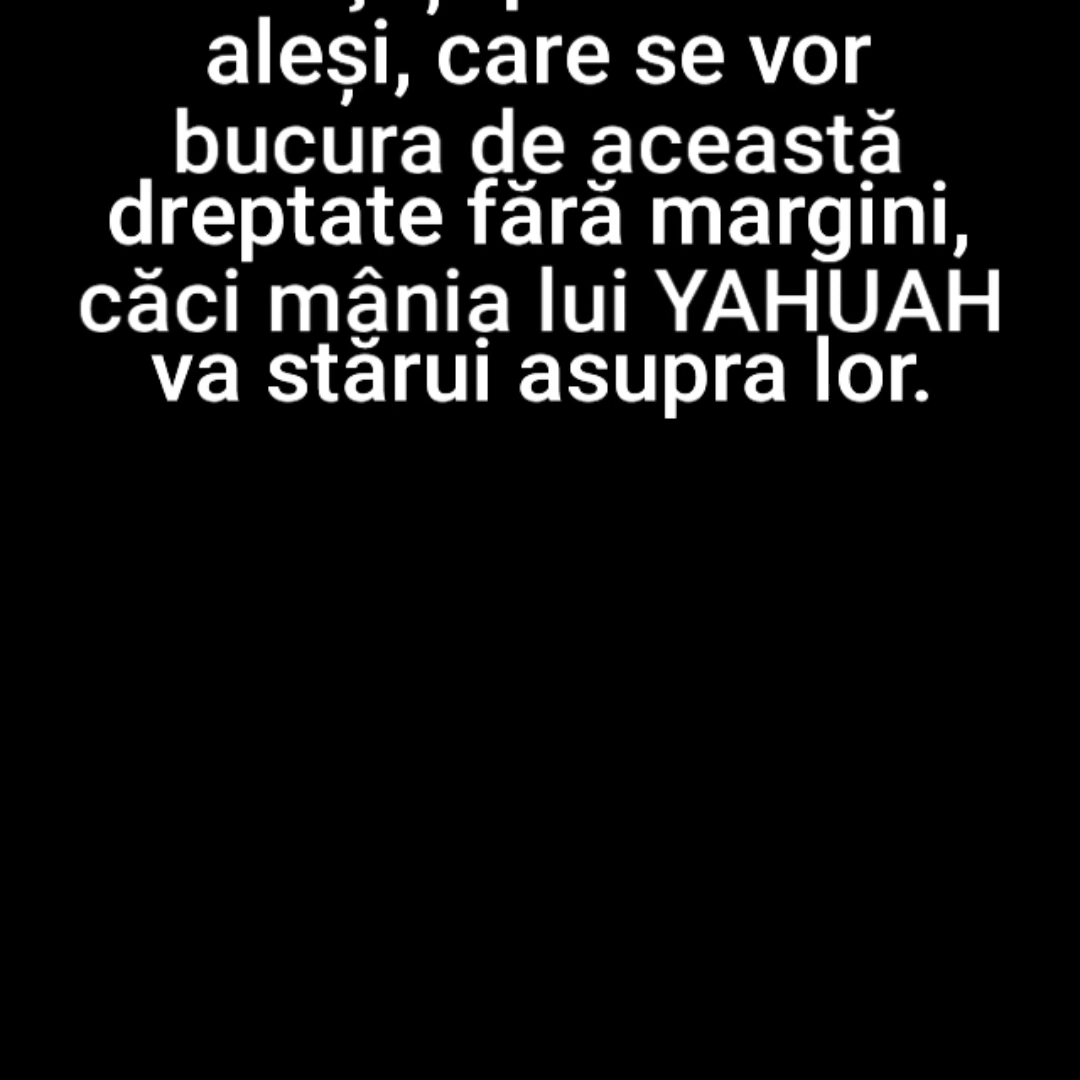 aleși, care se vor
bucura de această
dreptate fără margini,
căci mânia lui YAHUAH
va stărui asupra lor.